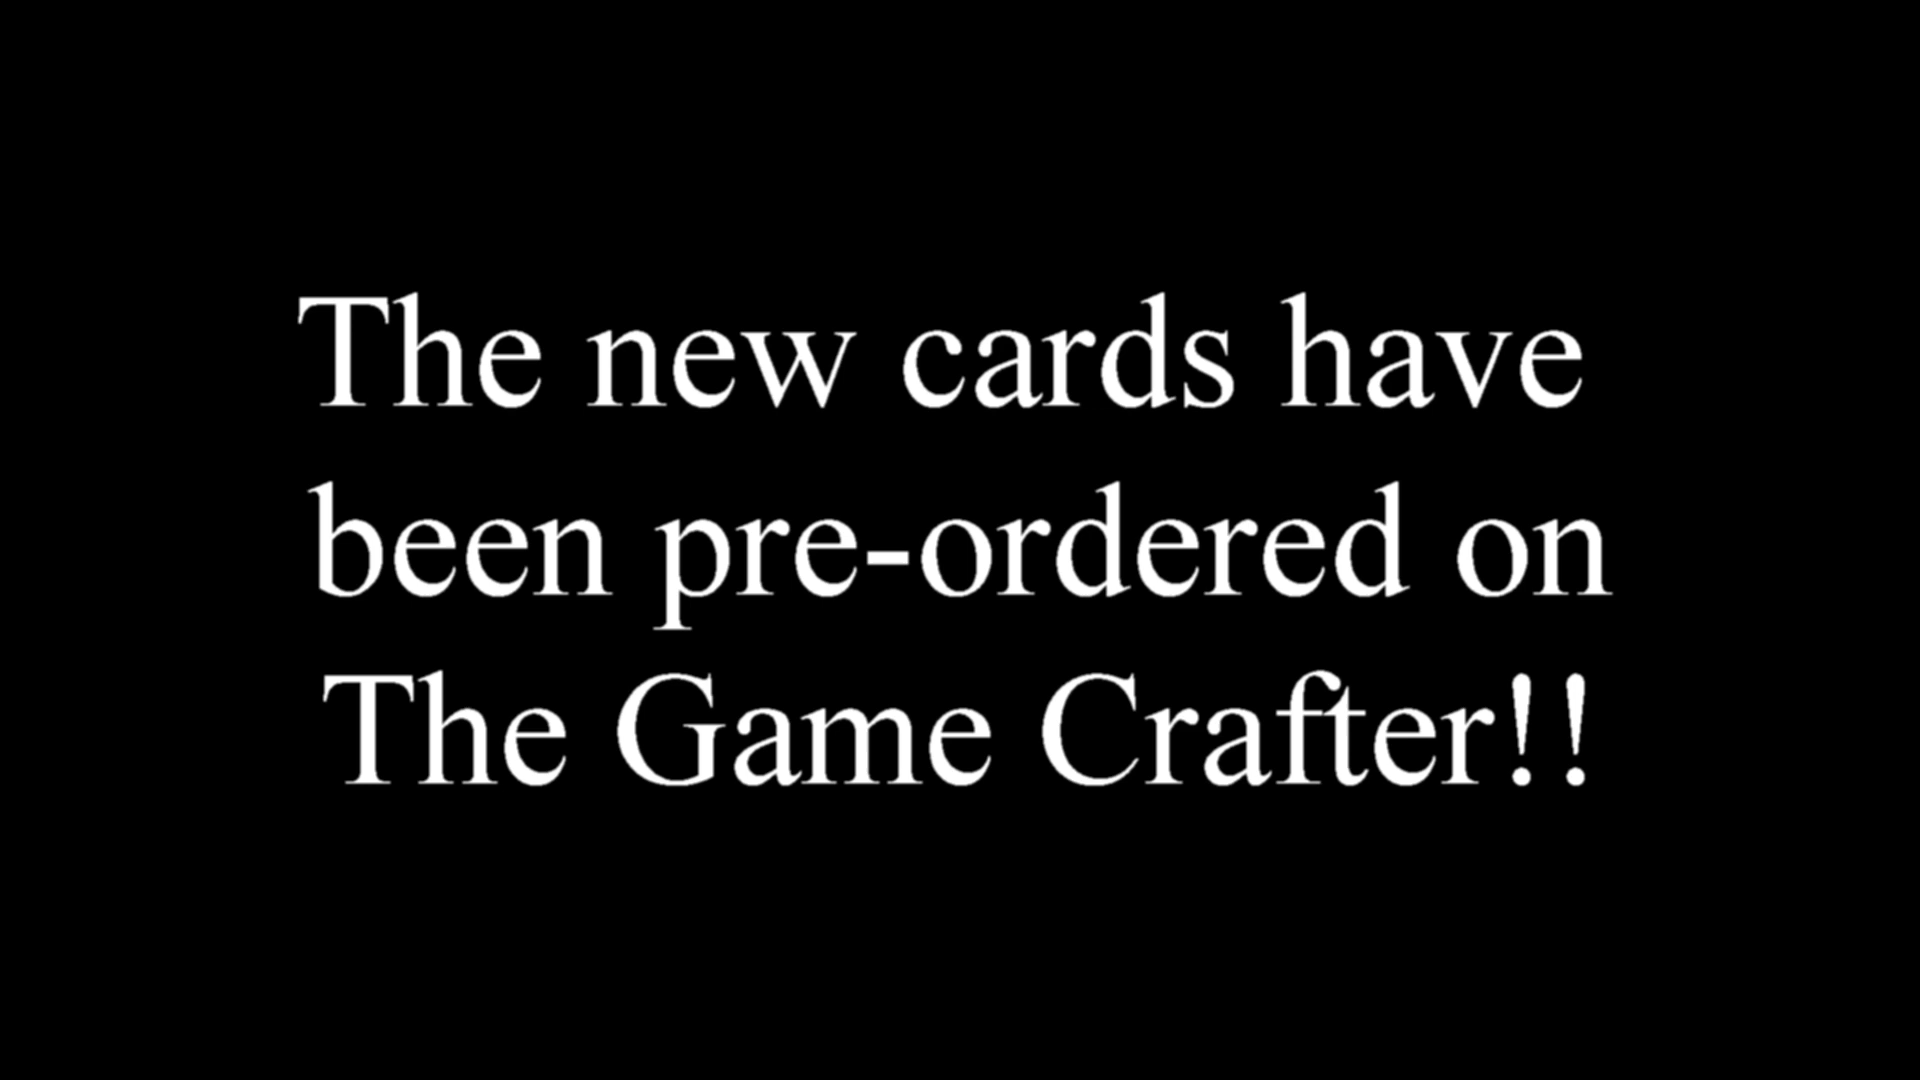 The new cards have
been pre-ordered on
The Game Crafter!!